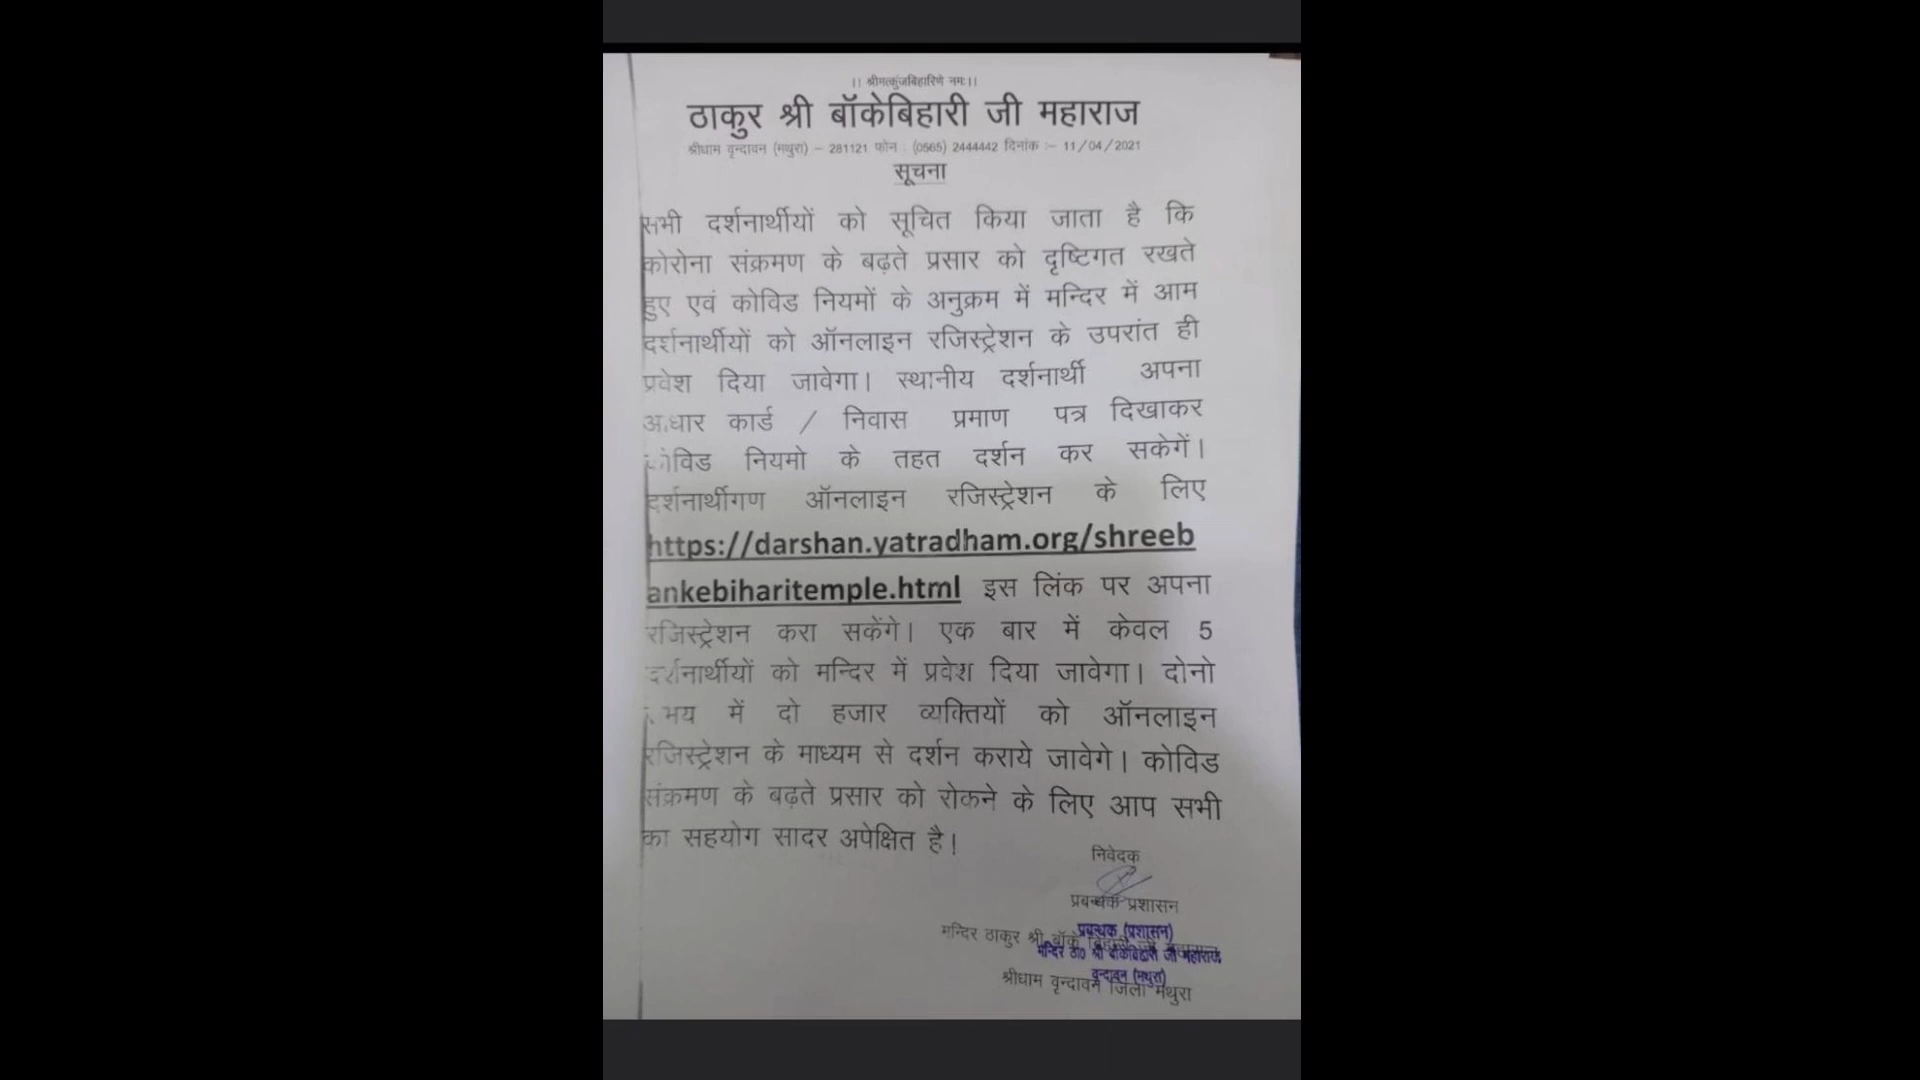 ।। श्रीमत्कुंजबिहारिणे नमः।।
ठाकुर श्री बॉकेबिहारी जी महाराज
श्रीधाम वृन्दावन (मथुरा) – 281121 फोन : (0565) 2444442 दिनांक :– 11/04/2021
सूचना
सभी दर्शनार्थीयों को सूचित किया जाता है कि
कोरोना संक्रमण के बढ़ते प्रसार को दृष्टिगत रखते
हुए एवं कोविड नियमों के अनुक्रम में मन्दिर में आम
दर्शनार्थीयों को ऑनलाइन रजिस्ट्रेशन के उपरांत ही
प्रवेश दिया जावेगा। स्थानीय दर्शनार्थी अपना
आधार कार्ड / निवास प्रमाण पत्र दिखाकर
कोविड नियमो के तहत दर्शन कर सकेगें।
दर्शनार्थीगण ऑनलाइन रजिस्ट्रेशन के लिए
https://darshan.yatradham.org/shreeb
ankebiharitemple.html इस लिंक पर अपना
रजिस्ट्रेशन करा सकेंगे। एक बार में केवल 5
दर्शनार्थीयों को मन्दिर में प्रवेश दिया जावेगा। दोनो
समय में दो हजार व्यक्तियों को ऑनलाइन
रजिस्ट्रेशन के माध्यम से दर्शन कराये जावेगे। कोविड
संक्रमण के बढ़ते प्रसार को रोकने के लिए आप सभी
का सहयोग सादर अपेक्षित है।
निवेदक
प्रबन्धक प्रशासन
प्रबन्धक (प्रशासन)
मन्दिर ठाकुर श्री बॉके बिहारी जी महाराज
मन्दिर ठा0 श्री बांकेबिहारी जी महाराज
वृन्दावन (मथुरा)
श्रीधाम वृन्दावन जिला मथुरा